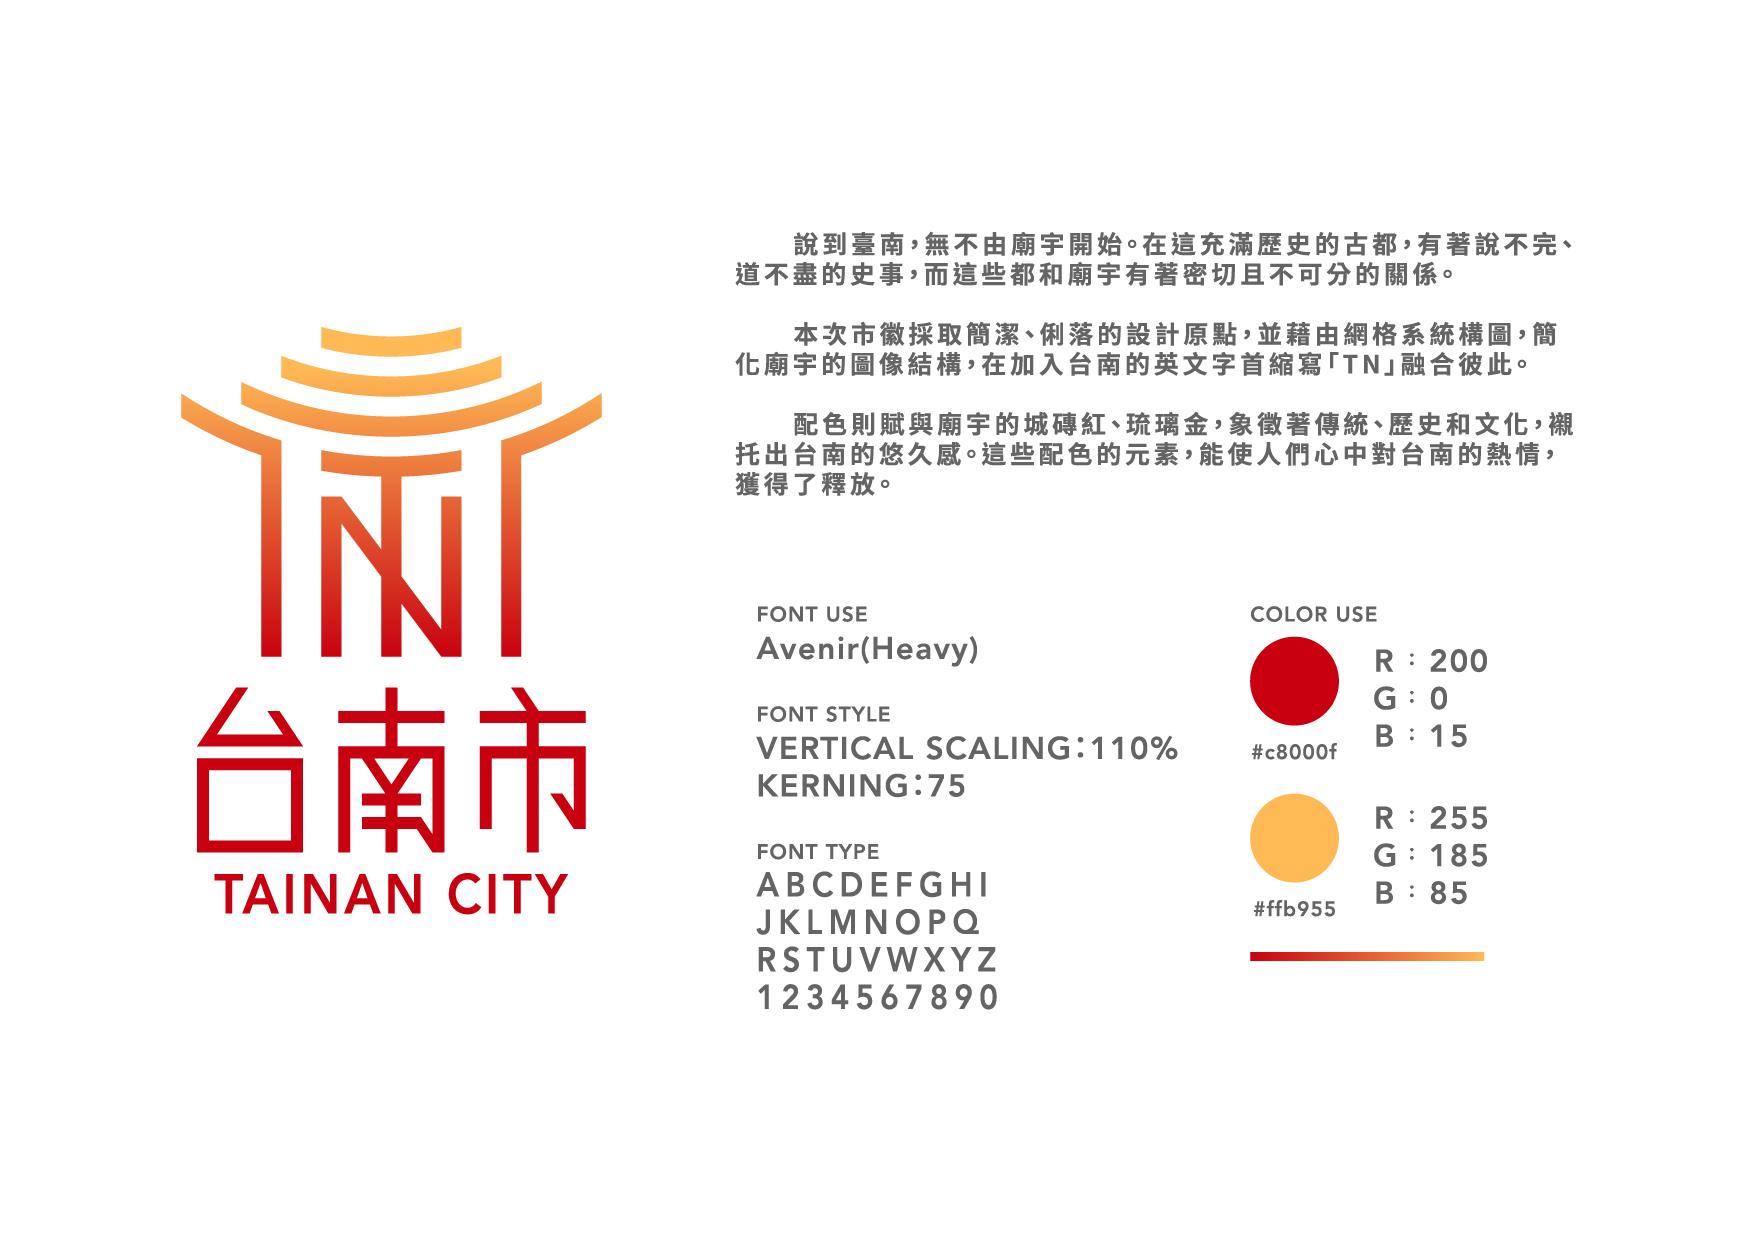 台南市
TAINAN CITY
說到臺南，無不由廟宇開始。在這充滿歷史的古都，有著說不完、
道不盡的史事，而這些都和廟宇有著密切且不可分的關係。
本次市徽採取簡潔、俐落的設計原點，並藉由網格系統構圖，簡
化廟宇的圖像結構，在加入台南的英文字首縮寫「TN」融合彼此。
配色則賦與廟宇的城磚紅、琉璃金，象徵著傳統、歷史和文化，襯
托出台南的悠久感。這些配色的元素，能使人們心中對台南的熱情，
獲得了釋放。
FONT USE
Avenir(Heavy)
FONT STYLE
VERTICAL SCALING：110%
KERNING：75
FONT TYPE
ABCDEFGHI
JKLMNOPQ
RSTUVWXYZ
1234567890
COLOR USE
R：200
G：0
B：15
#c8000f
R：255
G：185
B：85
#ffb955